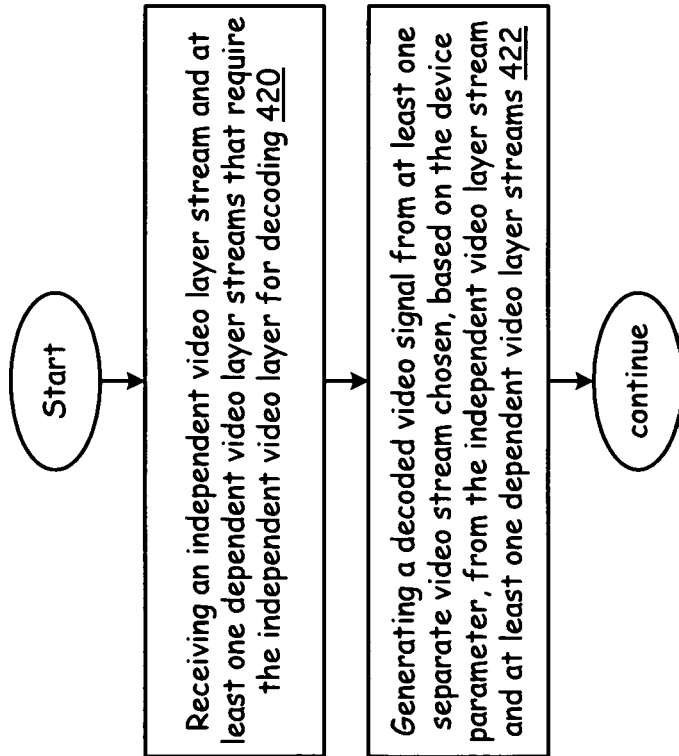 Start
Receiving an independent video layer stream and at
least one dependent video layer streams that require
the independent video layer for decoding 420
Generating a decoded video signal from at least one
separate video stream chosen, based on the device
parameter, from the independent video layer stream
and at least one dependent video layer streams 422
continue